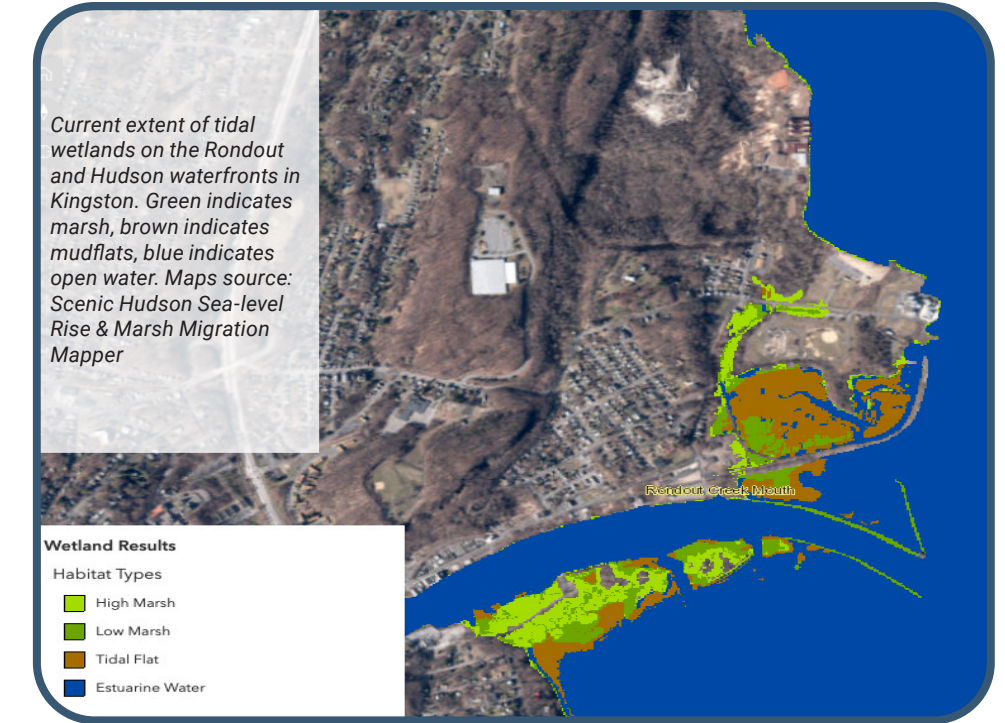 Current extent of tidal
wetlands on the Rondout
and Hudson waterfronts in
Kingston. Green indicates
marsh, brown indicates
mudflats, blue indicates
open water. Maps source:
Scenic Hudson Sea-level
Rise & Marsh Migration
Mapper
Rondout Creek Mouth
Wetland Results
Habitat Types
High Marsh
Low Marsh
Tidal Flat
Estuarine Water